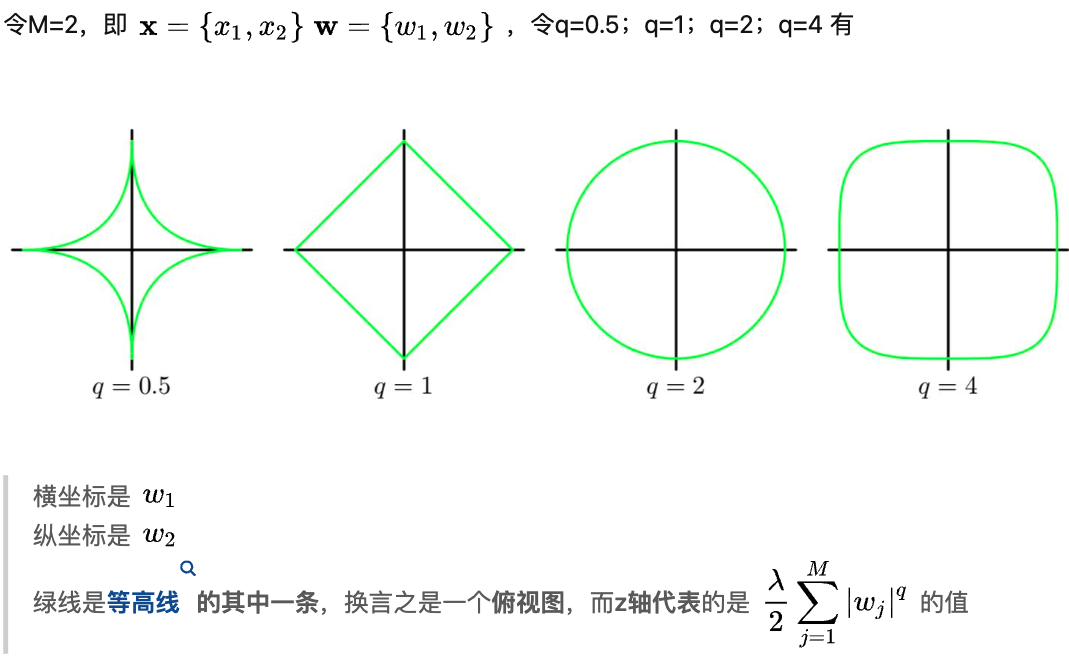 令M=2，即 x = {x₁, x₂} w = {w₁, w₂} ，令q=0.5；q=1；q=2；q=4 有
q = 0.5 q = 1 q = 2 q = 4
横坐标是 w₁
纵坐标是 w₂
绿线是等高线 的其中一条，换言之是一个俯视图，而z轴代表的是 \frac{λ}{2} \sum_{j=1}^{M} |w_j|^q 的值